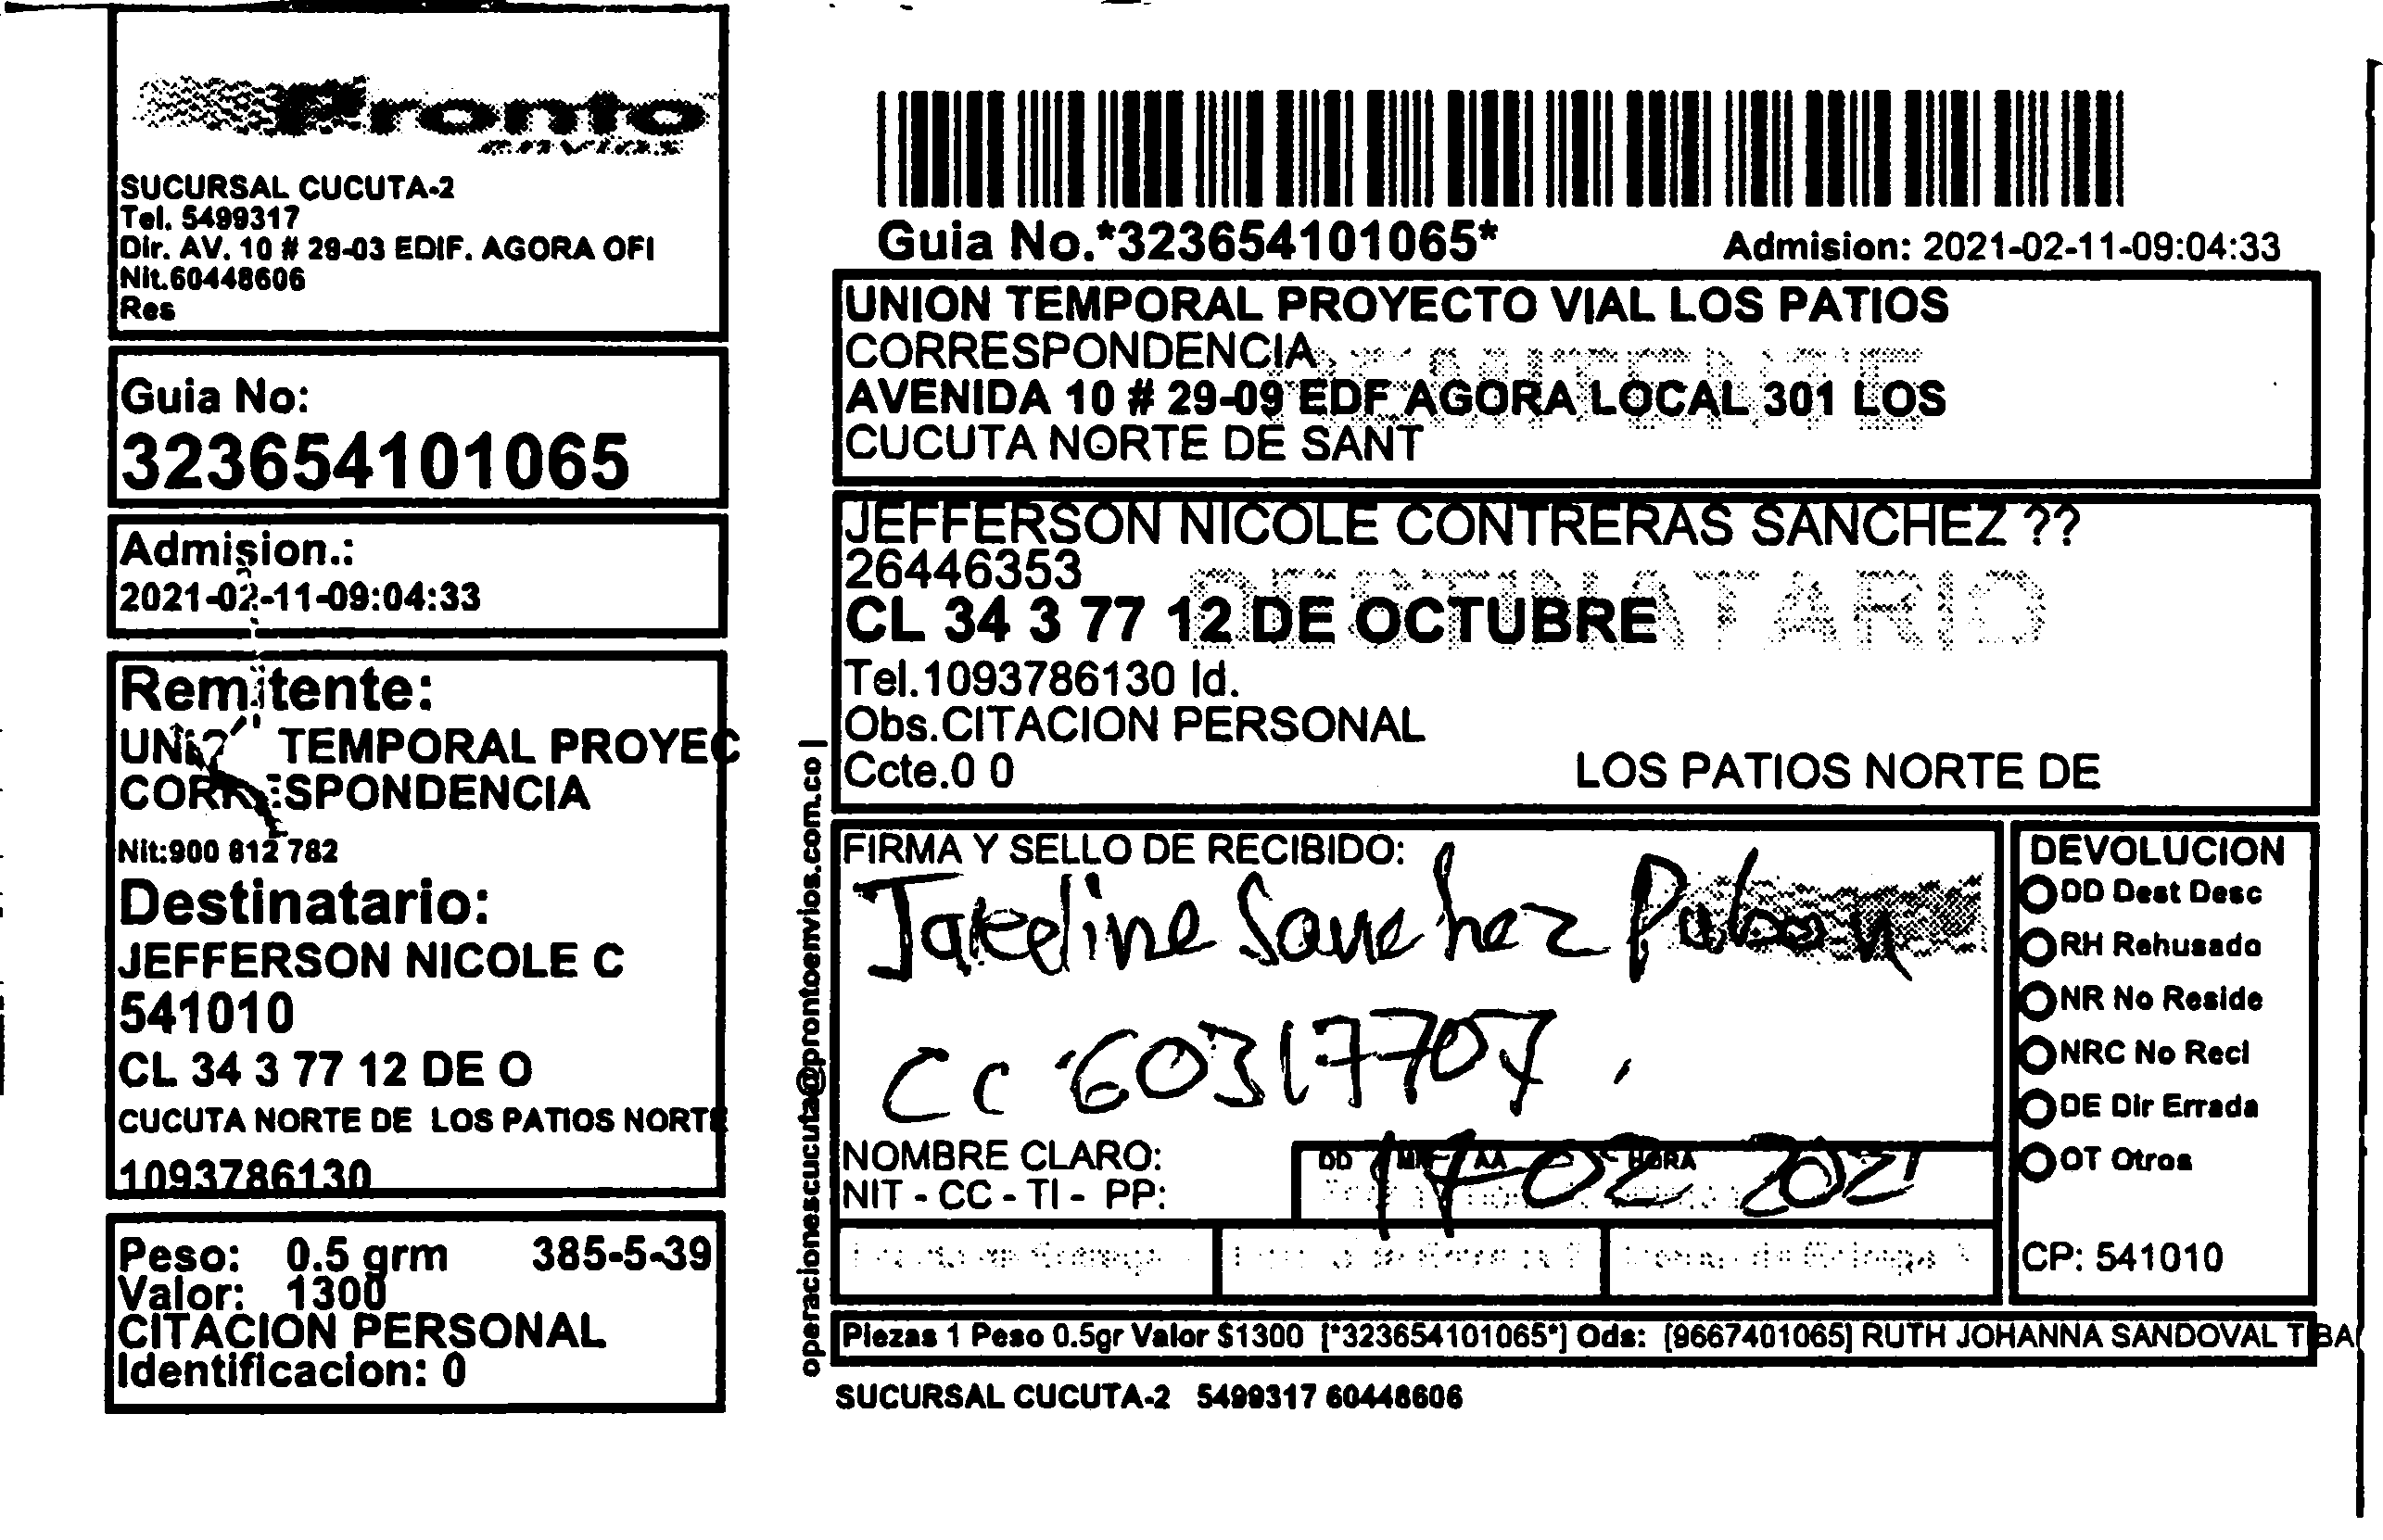 Pronto
envios
SUCURSAL CUCUTA-2
Tel. 5499317
Dir. AV. 10 # 29-03 EDIF. AGORA OFI
Nit.60448606
Res
Guia No:
323654101065
Admision.:
2021-02-11-09:04:33
Remitente:
TEMPORAL PROYEC
CORRESPONDENCIA
Nit:900 812 782
Destinatario:
JEFFERSON NICOLE C
541010
CL 34 3 77 12 DE O
CUCUTA NORTE DE LOS PATIOS NORTE
1093786130
Peso: 0.5 grm 385-5-39
Valor: 1300
CITACION PERSONAL
Identificacion: 0
operacionescucuta@prontoenvios.com.co |
Guia No.*323654101065*
Admision: 2021-02-11-09:04:33
UNION TEMPORAL PROYECTO VIAL LOS PATIOS
CORRESPONDENCIA
REMITENTE
AVENIDA 10 # 29-09 EDF AGORA LOCAL 301 LOS
CUCUTA NORTE DE SANT
JEFFERSON NICOLE CONTRERAS SANCHEZ ??
26446353
DESTINATARIO
CL 34 3 77 12 DE OCTUBRE
Tel.1093786130 Id.
Obs.CITACION PERSONAL
Ccte.0 0 LOS PATIOS NORTE DE
FIRMA Y SELLO DE RECIBIDO:
Jakeline Sanchez Pabon
CC 60317707
NOMBRE CLARO:
NIT - CC - TI - PP:
DD MM AA HORA
17 02 2021
DEVOLUCION
DD Dest Desc
RH Rehusado
NR No Reside
NRC No Reci
DE Dir Errada
OT Otros
CP: 541010
Piezas 1 Peso 0.5gr Valor $1300 [*323654101065*] Ods: [9667401065] RUTH JOHANNA SANDOVAL TIBA
SUCURSAL CUCUTA-2 5499317 60448606